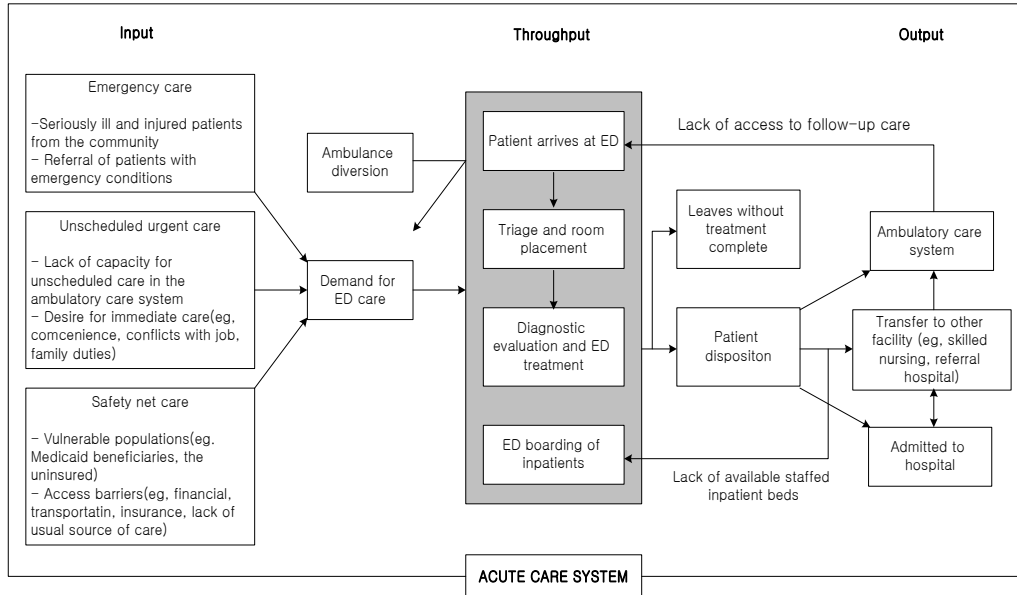 Input
Throughput
Output
Emergency care
-Seriously ill and injured patients
from the community
- Referral of patients with
emergency conditions
Unscheduled urgent care
- Lack of capacity for
unscheduled care in the
ambulatory care system
- Desire for immediate care(eg,
comcenience, conflicts with job,
family duties)
Safety net care
- Vulnerable populations(eg.
Medicaid beneficiaries, the
uninsured)
- Access barriers(eg, financial,
transportatin, insurance, lack of
usual source of care)
Ambulance
diversion
Demand for
ED care
Patient arrives at ED
Triage and room
placement
Diagnostic
evaluation and ED
treatment
ED boarding of
inpatients
Lack of access to follow-up care
Leaves without
treatment
complete
Patient
dispositon
Lack of available staffed
inpatient beds
Ambulatory care
system
Transfer to other
facility (eg, skilled
nursing, referral
hospital)
Admitted to
hospital
ACUTE CARE SYSTEM